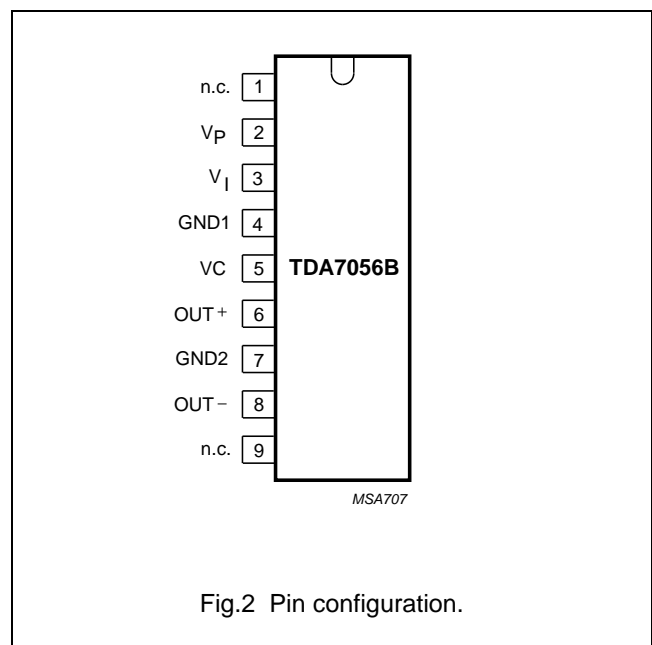 n.c. 1
VP 2
VI 3
GND1 4
VC 5 TDA7056B
OUT+ 6
GND2 7
OUT− 8
n.c. 9
MSA707
Fig.2 Pin configuration.